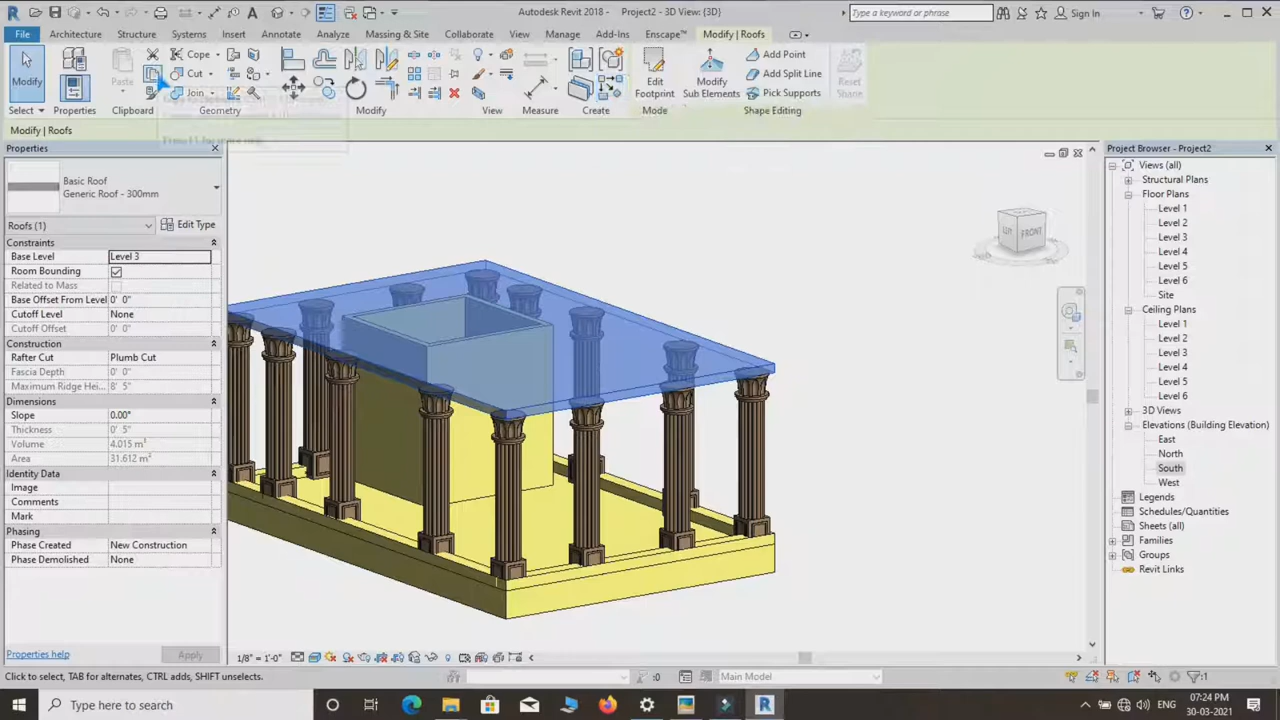 Autodesk Revit 2018 -    Project2 - 3D View: {3D}
Type a keyword or phrase
Sign In
File
Architecture
Structure
Systems
Insert
Annotate
Analyze
Massing & Site
Collaborate
View
Manage
Add-Ins
Enscape™
Modify | Roofs
Modify
Paste
Cope
Cut
Join
Edit
Footprint
Modify
Sub Elements
Add Point
Add Split Line
Pick Supports
Reset
Shape
Select
Properties
Clipboard
Geometry
Modify
View
Measure
Create
Mode
Shape Editing
Modify | Roofs
Properties
Basic Roof
Generic Roof - 300mm
Roofs (1)
Edit Type
Constraints
Base Level Level 3
Room Bounding
Related to Mass
Base Offset From Level 0' 0"
Cutoff Level None
Cutoff Offset 0' 0"
Construction
Rafter Cut Plumb Cut
Fascia Depth 0' 0"
Maximum Ridge Hei... 8' 5"
Dimensions
Slope 0.00°
Thickness 0' 5"
Volume 4.015 m³
Area 31.612 m²
Identity Data
Image
Comments
Mark
Phasing
Phase Created New Construction
Phase Demolished None
Properties help
Apply
FRONT
Project Browser - Project2
Views (all)
Structural Plans
Floor Plans
Level 1
Level 2
Level 3
Level 4
Level 5
Level 6
Site
Ceiling Plans
Level 1
Level 2
Level 3
Level 4
Level 5
Level 6
3D Views
Elevations (Building Elevation)
East
North
South
West
Legends
Schedules/Quantities
Sheets (all)
Families
Groups
Revit Links
1/8" = 1'-0"
Click to select, TAB for alternates, CTRL adds, SHIFT unselects.
:0
Main Model
:1
Type here to search
ENG
07:24 PM
30-03-2021